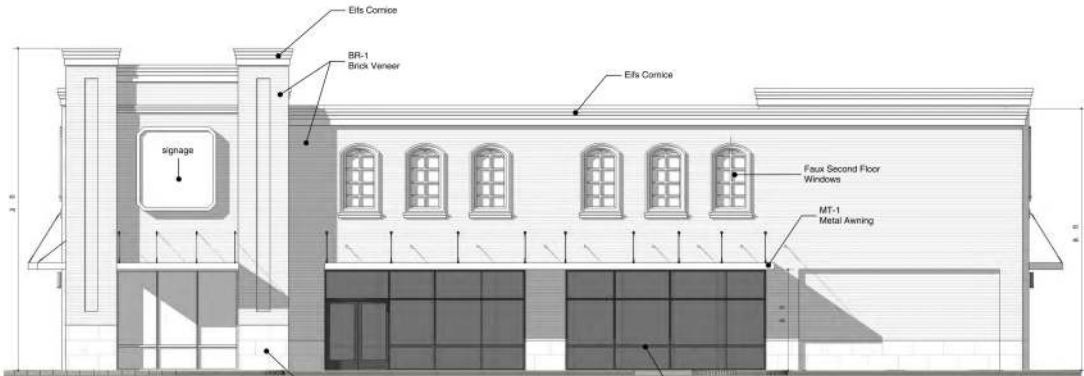 Eifs Cornice
BR-1
Brick Veneer
Eifs Cornice
signage
Faux Second Floor
Windows
MT-1
Metal Awning